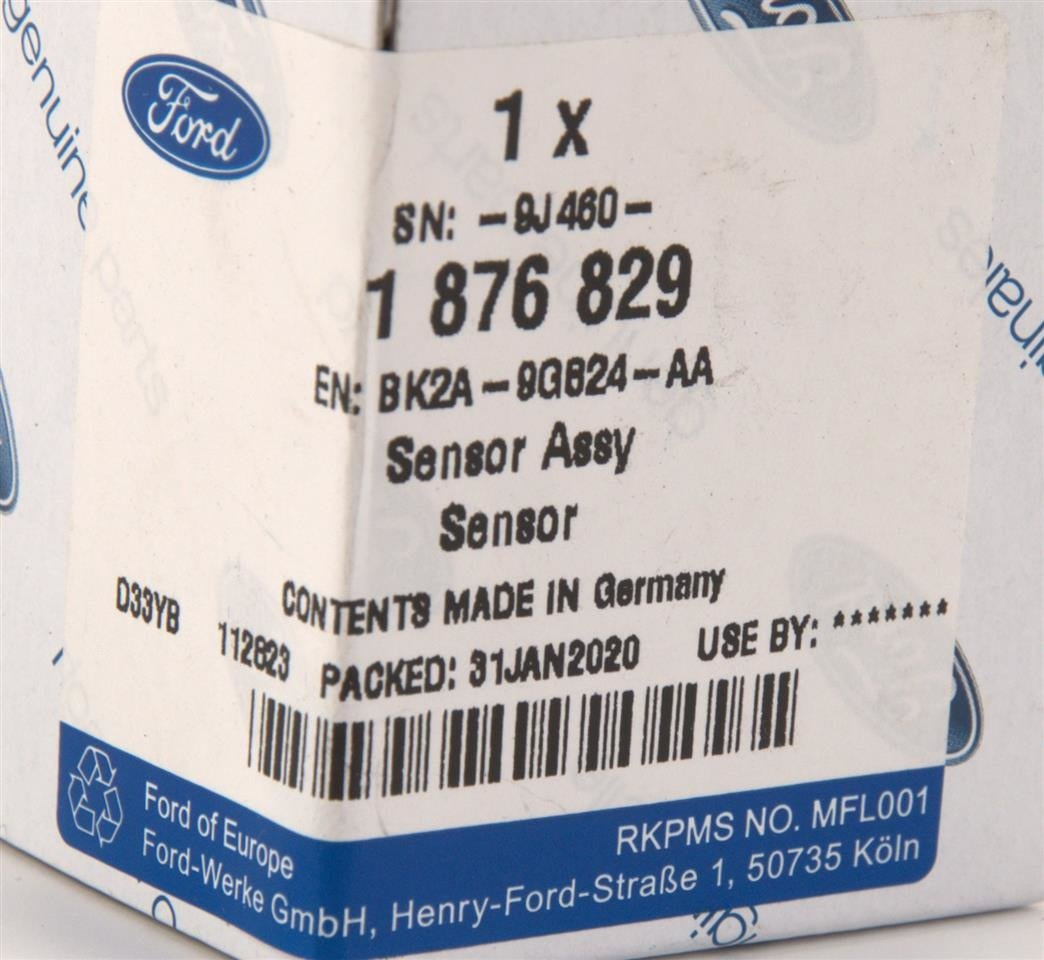 genuine
parts
Ford
1 x
SN: -9J460-
1 876 829
EN: BK2A-9G824-AA
Sensor Assy
Sensor
CONTENTS MADE IN Germany
D33YB 112623 PACKED: 31JAN2020 USE BY: *******
RKPMS NO. MFL001
Ford of Europe
Ford-Werke GmbH, Henry-Ford-Straße 1, 50735 Köln